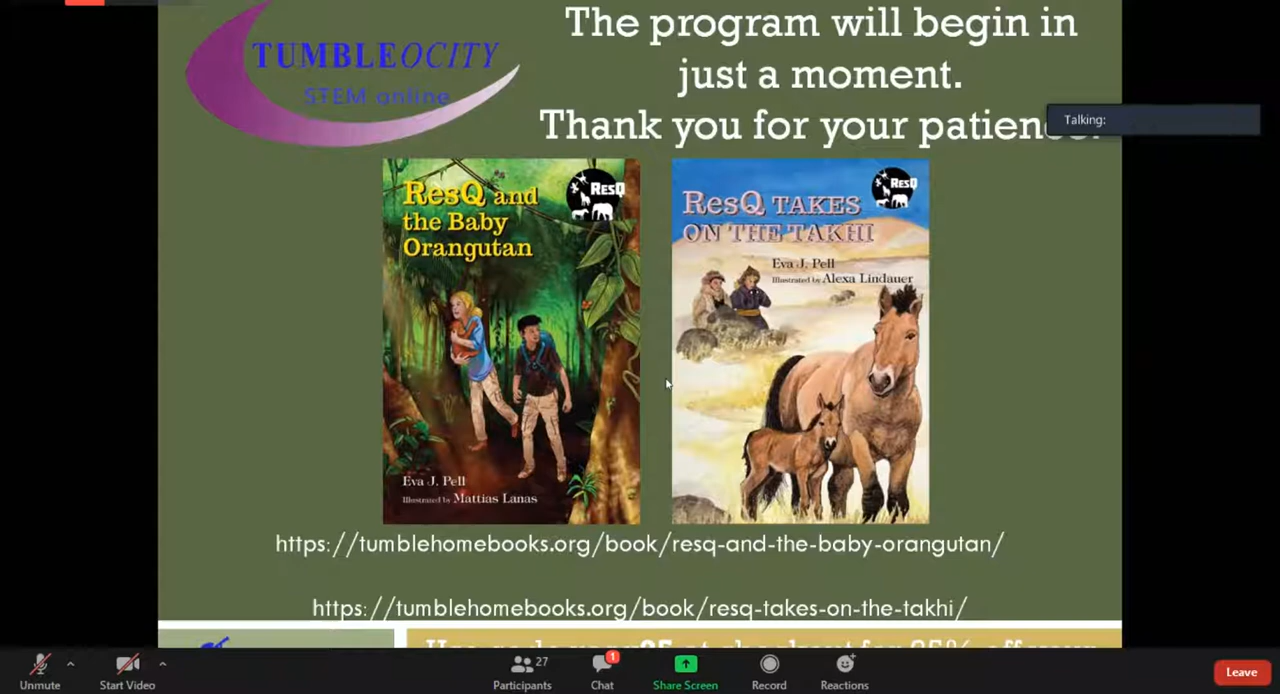 The program will begin in
just a moment.
Thank you for your patience.
TUMBLEOCITY
STEM online
Talking:
ResQ and
the Baby
Orangutan
ResQ
Eva J. Pell
Illustrated by Mattias Lanas
ResQ TAKES
ON THE TAKHI
ResQ
Eva J. Pell
Illustrated by Alexa Lindauer
https://tumblehomebooks.org/book/resq-and-the-baby-orangutan/
https://tumblehomebooks.org/book/resq-takes-on-the-takhi/
Unmute
Start Video
Participants
27
Chat
1
Share Screen
Record
Reactions
Leave